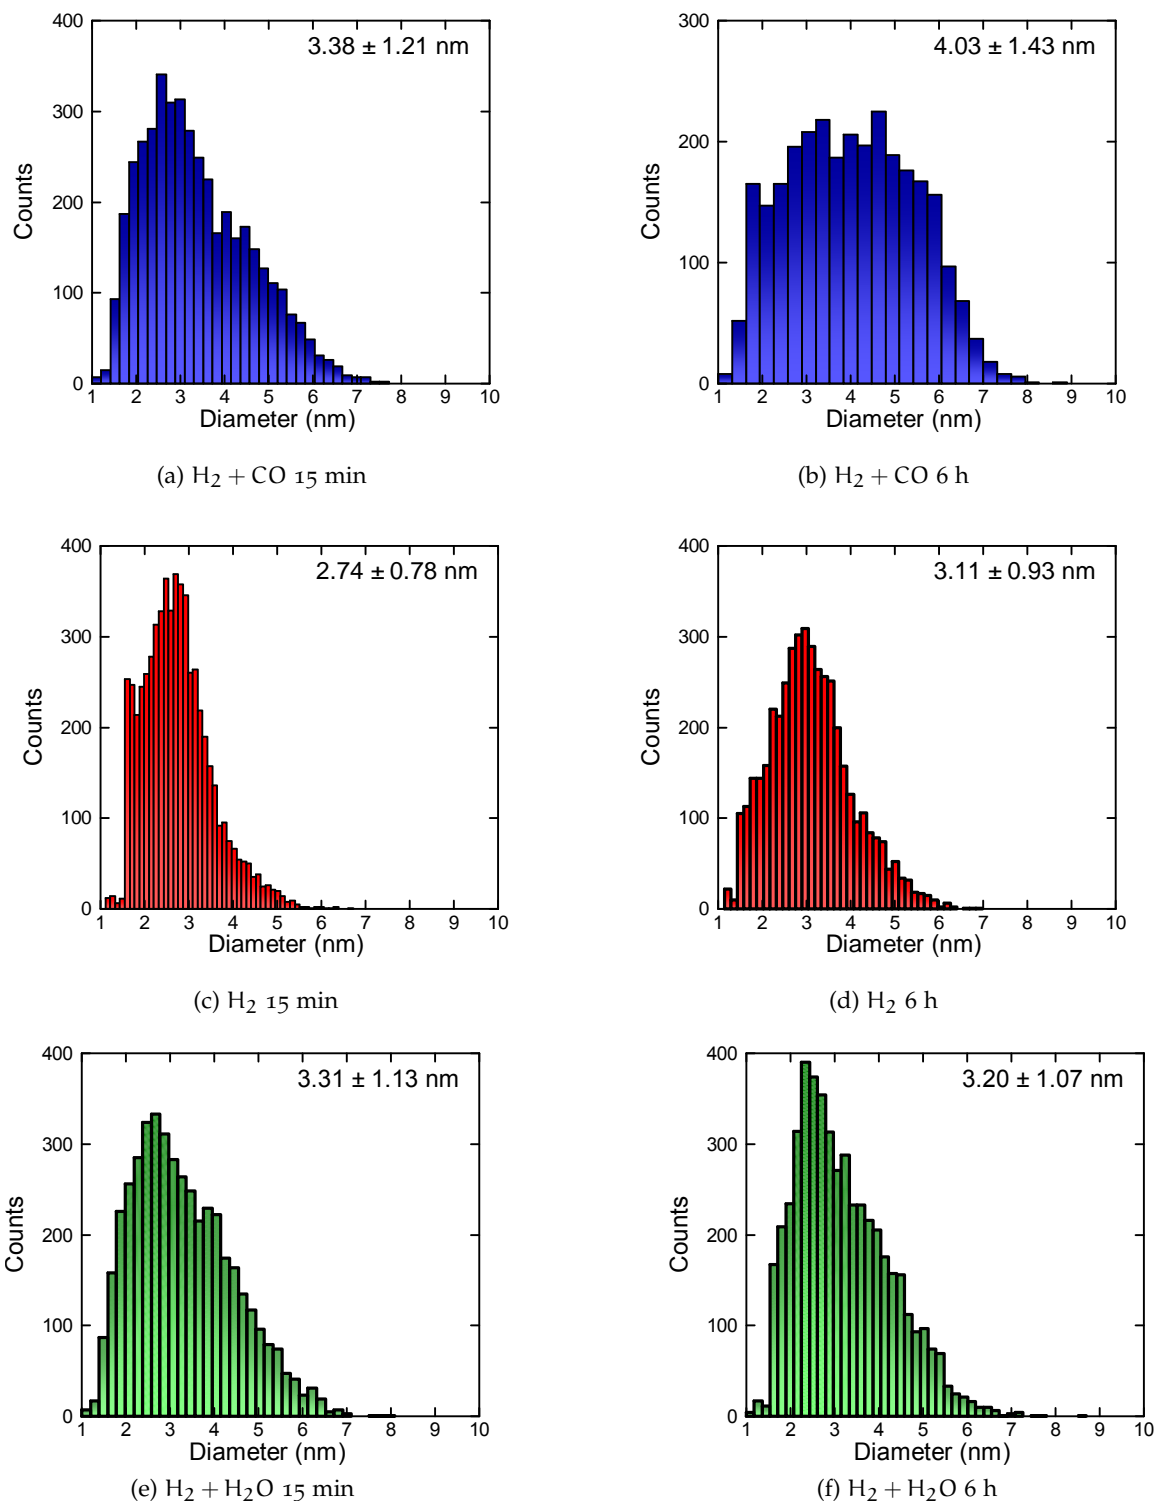 400
300
200
100
0
Counts
3.38 ± 1.21 nm
1 2 3 4 5 6 7 8 9 10
Diameter (nm)
(a) H₂ + CO 15 min
300
200
100
0
Counts
4.03 ± 1.43 nm
1 2 3 4 5 6 7 8 9 10
Diameter (nm)
(b) H₂ + CO 6 h
400
300
200
100
0
Counts
2.74 ± 0.78 nm
1 2 3 4 5 6 7 8 9 10
Diameter (nm)
(c) H₂ 15 min
400
300
200
100
0
Counts
3.11 ± 0.93 nm
1 2 3 4 5 6 7 8 9 10
Diameter (nm)
(d) H₂ 6 h
400
300
200
100
0
Counts
3.31 ± 1.13 nm
1 2 3 4 5 6 7 8 9 10
Diameter (nm)
(e) H₂ + H₂O 15 min
400
300
200
100
0
Counts
3.20 ± 1.07 nm
1 2 3 4 5 6 7 8 9 10
Diameter (nm)
(f) H₂ + H₂O 6 h